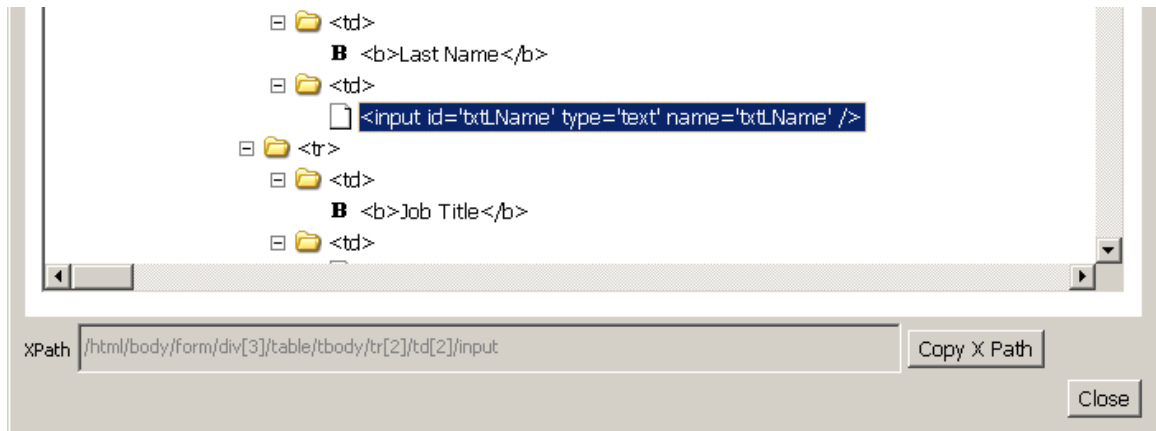 <td>
B <b>Last Name</b>
<td>
<input id='txtLName' type='text' name='txtLName' />
<tr>
<td>
B <b>Job Title</b>
<td>
XPath /html/body/form/div[3]/table/tbody/tr[2]/td[2]/input Copy X Path
Close